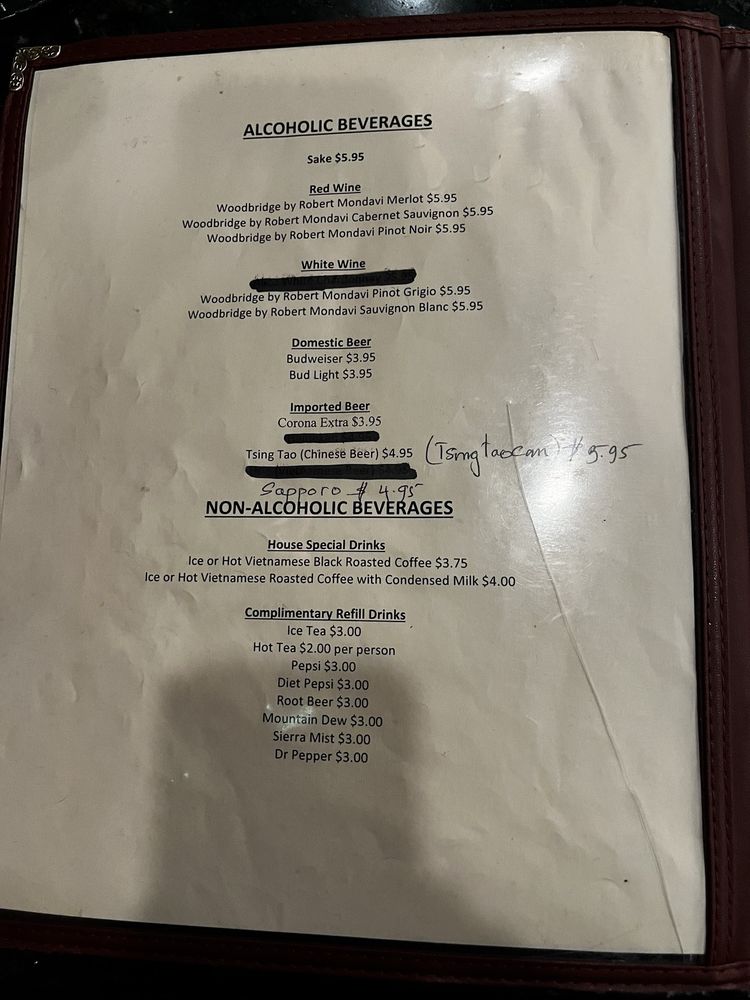 ALCOHOLIC BEVERAGES
Sake $5.95
Red Wine
Woodbridge by Robert Mondavi Merlot $5.95
Woodbridge by Robert Mondavi Cabernet Sauvignon $5.95
Woodbridge by Robert Mondavi Pinot Noir $5.95
White Wine
Woodbridge by Robert Mondavi Pinot Grigio $5.95
Woodbridge by Robert Mondavi Sauvignon Blanc $5.95
Domestic Beer
Budweiser $3.95
Bud Light $3.95
Imported Beer
Corona Extra $3.95
Tsing Tao (Chinese Beer) $4.95 (Tsing tao can) $5.95
Sapporo $4.95
NON-ALCOHOLIC BEVERAGES
House Special Drinks
Ice or Hot Vietnamese Black Roasted Coffee $3.75
Ice or Hot Vietnamese Roasted Coffee with Condensed Milk $4.00
Complimentary Refill Drinks
Ice Tea $3.00
Hot Tea $2.00 per person
Pepsi $3.00
Diet Pepsi $3.00
Root Beer $3.00
Mountain Dew $3.00
Sierra Mist $3.00
Dr Pepper $3.00